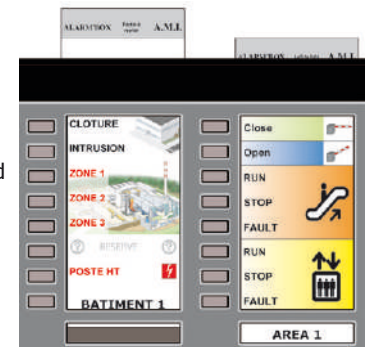 ALARMBOX A.M.I.
A.M.I.
CLOTURE
INTRUSION
ZONE 1
ZONE 2
ZONE 3
? RESERVE ?
POSTE HT
BATIMENT 1
Close
Open
RUN
STOP
FAULT
RUN
STOP
FAULT
AREA 1
d